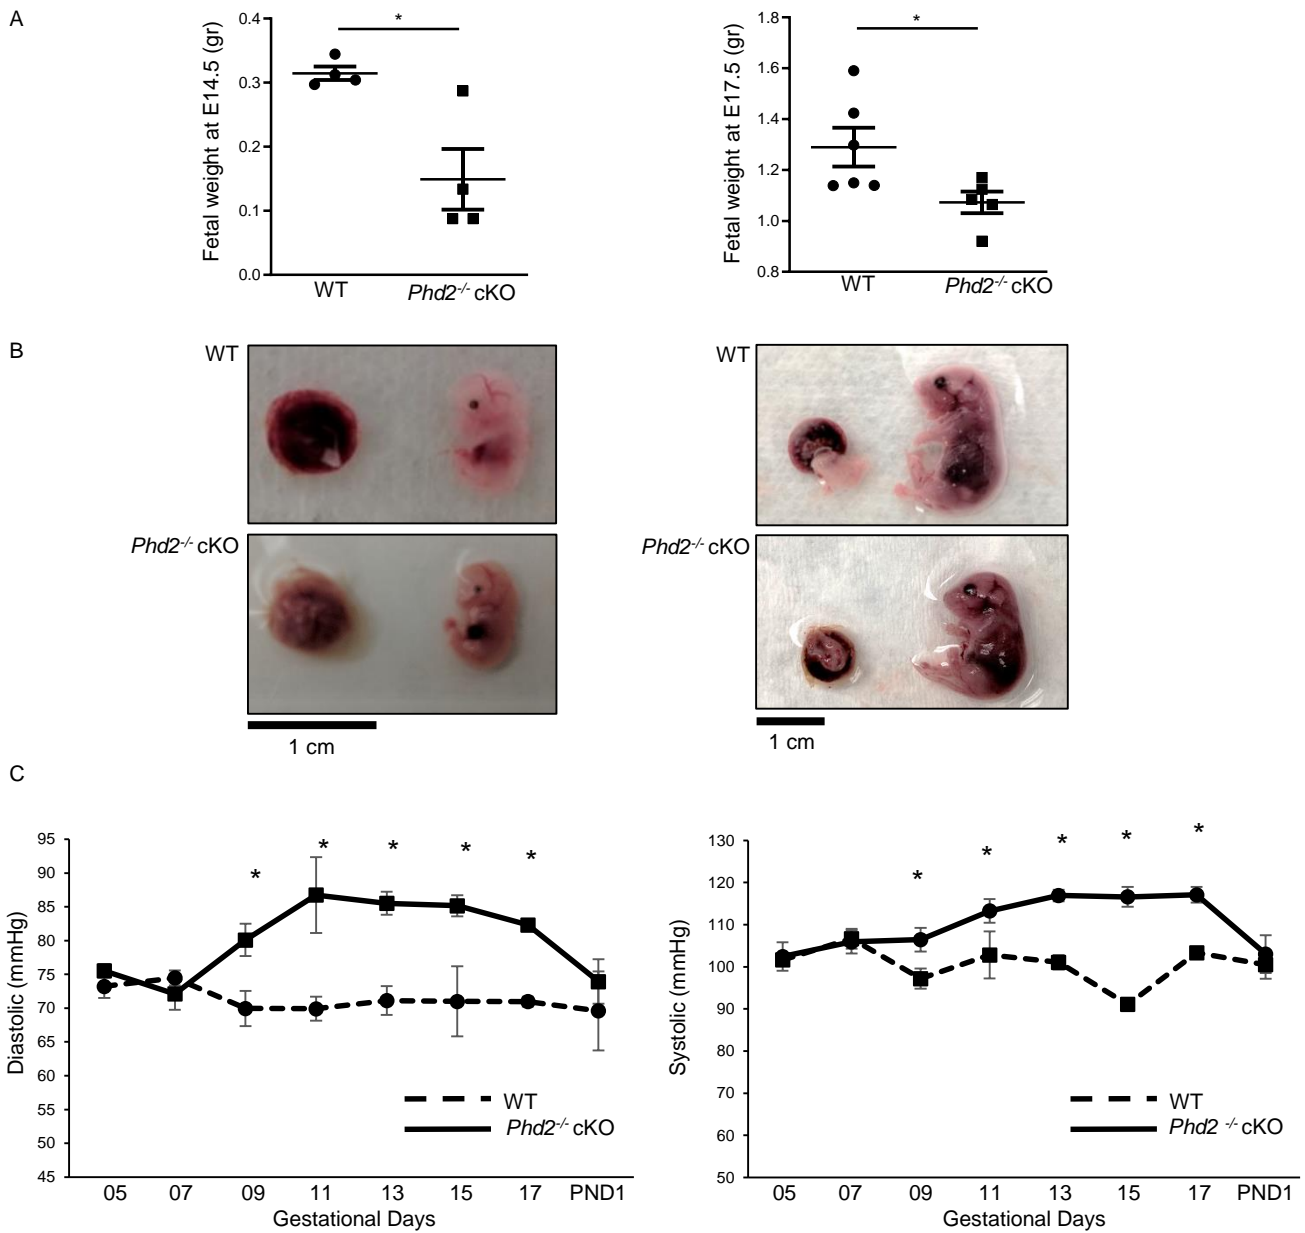 A
Fetal weight at E14.5 (gr)
0.4
0.3
0.2
0.1
0.0
*
WT
Phd2-/- cKO
Fetal weight at E17.5 (gr)
1.8
1.6
1.4
1.2
1.0
0.8
*
WT
Phd2-/- cKO
B
WT
Phd2-/- cKO
1 cm
WT
Phd2-/- cKO
1 cm
C
Diastolic (mmHg)
95
90
85
80
75
70
65
60
55
50
45
* * * * *
WT
Phd2-/- cKO
05 07 09 11 13 15 17 PND1
Gestational Days
Systolic (mmHg)
130
120
110
100
90
80
70
60
50
* * * * *
WT
Phd2 -/- cKO
05 07 09 11 13 15 17 PND1
Gestational Days